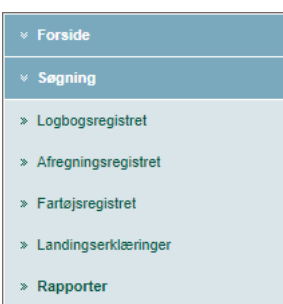 Forside
Søgning
» Logbogsregistret
» Afregningsregistret
» Fartøjsregistret
» Landingserklæringer
» Rapporter